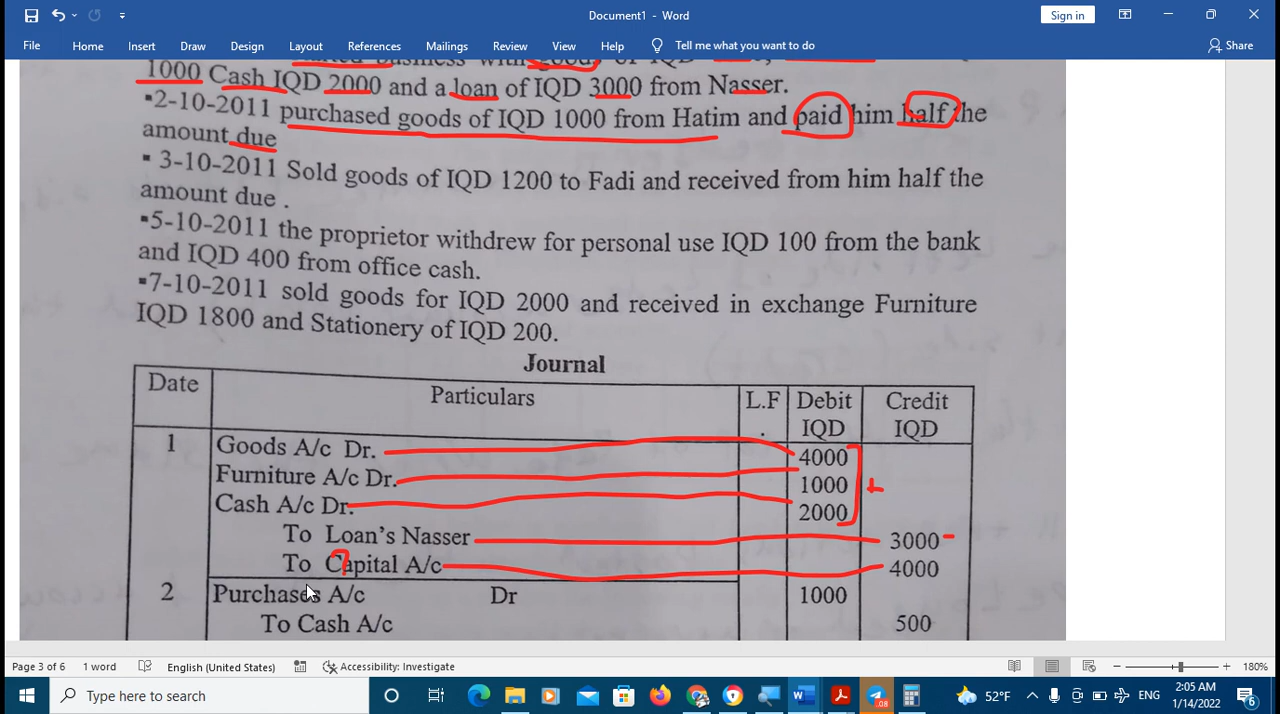 Document1 - Word
Sign in
File Home Insert Draw Design Layout References Mailings Review View Help Tell me what you want to do Share
business with
1000 Cash IQD 2000 and a loan of IQD 3000 from Nasser.
▪2-10-2011 purchased goods of IQD 1000 from Hatim and paid him half the
amount due
▪ 3-10-2011 Sold goods of IQD 1200 to Fadi and received from him half the
amount due .
▪5-10-2011 the proprietor withdrew for personal use IQD 100 from the bank
and IQD 400 from office cash.
▪7-10-2011 sold goods for IQD 2000 and received in exchange Furniture
IQD 1800 and Stationery of IQD 200.
Journal
Date Particulars L.F . Debit IQD Credit IQD
1 Goods A/c Dr. 4000
Furniture A/c Dr. 1000 +
Cash A/c Dr. 2000
To Loan's Nasser 3000 -
To Capital A/c 4000
?
2 Purchases A/c Dr 1000
To Cash A/c 500
Page 3 of 6 1 word English (United States) Accessibility: Investigate 180%
Type here to search 52°F ENG 2:05 AM
1/14/2022
.08
6